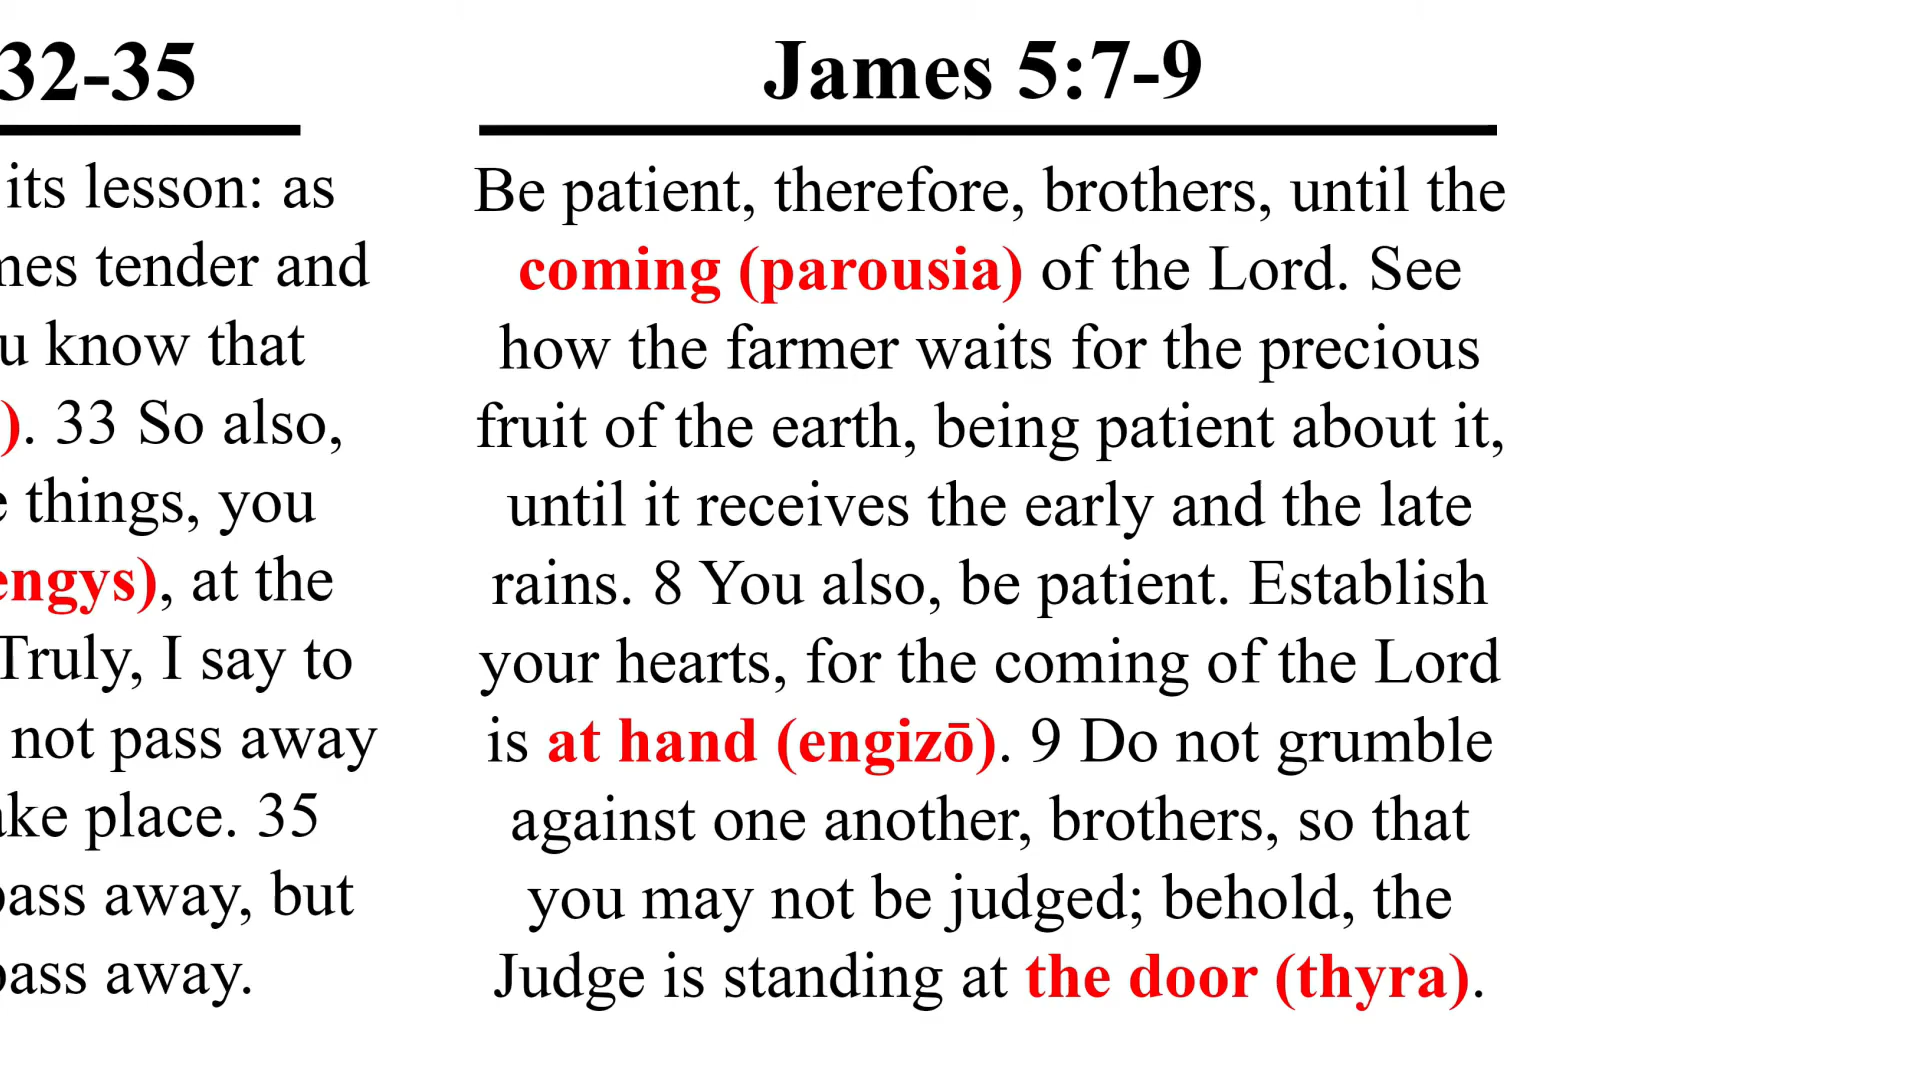 32-35
its lesson: as
tender and
know that
). 33 So also,
things, you
engys), at the
Truly, I say to
not pass away
place. 35
pass away, but
pass away.
James 5:7-9
Be patient, therefore, brothers, until the
coming (parousia) of the Lord. See
how the farmer waits for the precious
fruit of the earth, being patient about it,
until it receives the early and the late
rains. 8 You also, be patient. Establish
your hearts, for the coming of the Lord
is at hand (engizō). 9 Do not grumble
against one another, brothers, so that
you may not be judged; behold, the
Judge is standing at the door (thyra).